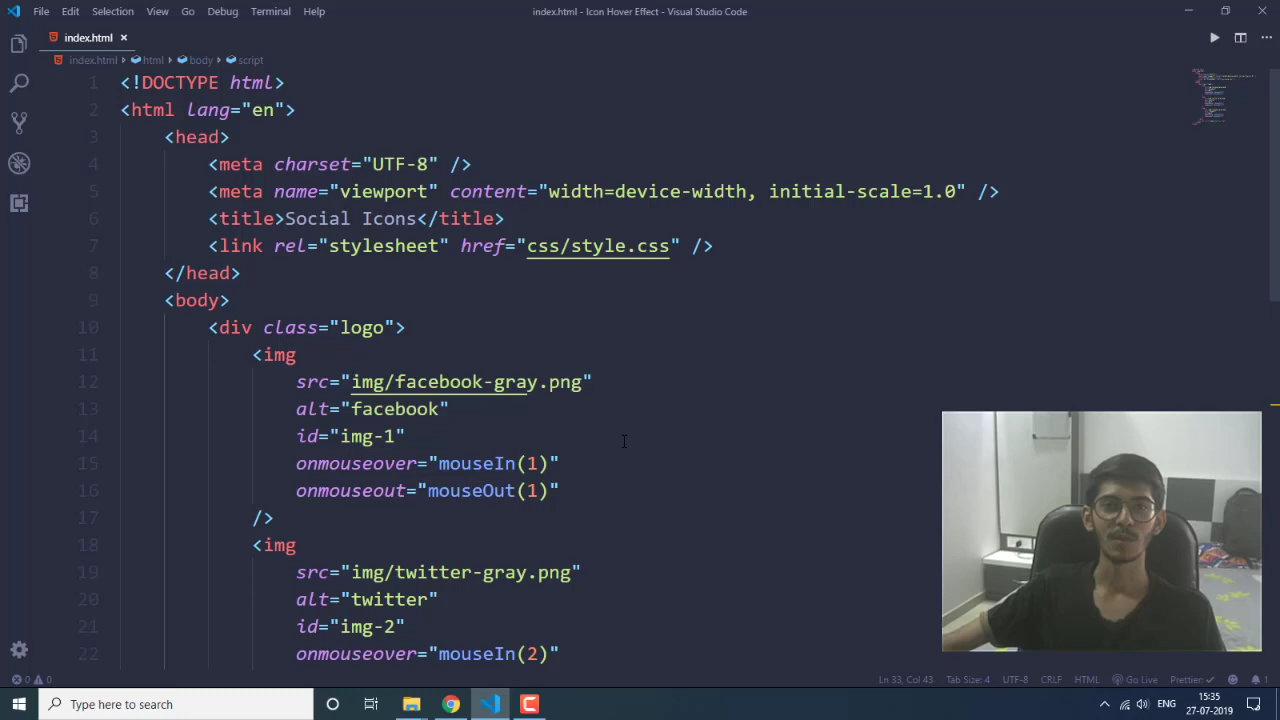 File Edit Selection View Go Debug Terminal Help
index.html - Icon Hover Effect - Visual Studio Code
index.html
index.html html body script
1 <!DOCTYPE html>
2 <html lang="en">
3 <head>
4 <meta charset="UTF-8" />
5 <meta name="viewport" content="width=device-width, initial-scale=1.0" />
6 <title>Social Icons</title>
7 <link rel="stylesheet" href="css/style.css" />
8 </head>
9 <body>
10 <div class="logo">
11 <img
12 src="img/facebook-gray.png"
13 alt="facebook"
14 id="img-1"
15 onmouseover="mouseIn(1)"
16 onmouseout="mouseOut(1)"
17 />
18 <img
19 src="img/twitter-gray.png"
20 alt="twitter"
21 id="img-2"
22 onmouseover="mouseIn(2)"
0 0
Ln 33, Col 43 Tab Size: 4 UTF-8 CRLF HTML Go Live Prettier: ✓ 1
Type here to search
ENG
15:35
27-07-2019